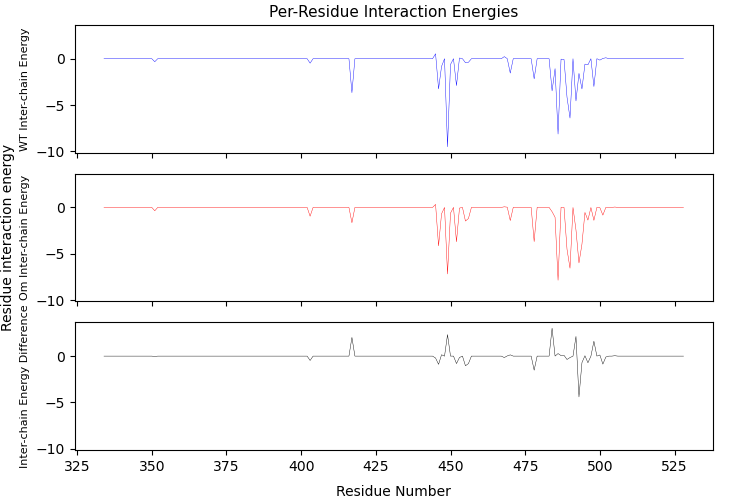 Per-Residue Interaction Energies
Residue interaction energy
WT Inter-chain Energy
0
−5
−10
Om Inter-chain Energy
0
−5
−10
Inter-chain Energy Difference
0
−5
−10
325 350 375 400 425 450 475 500 525
Residue Number